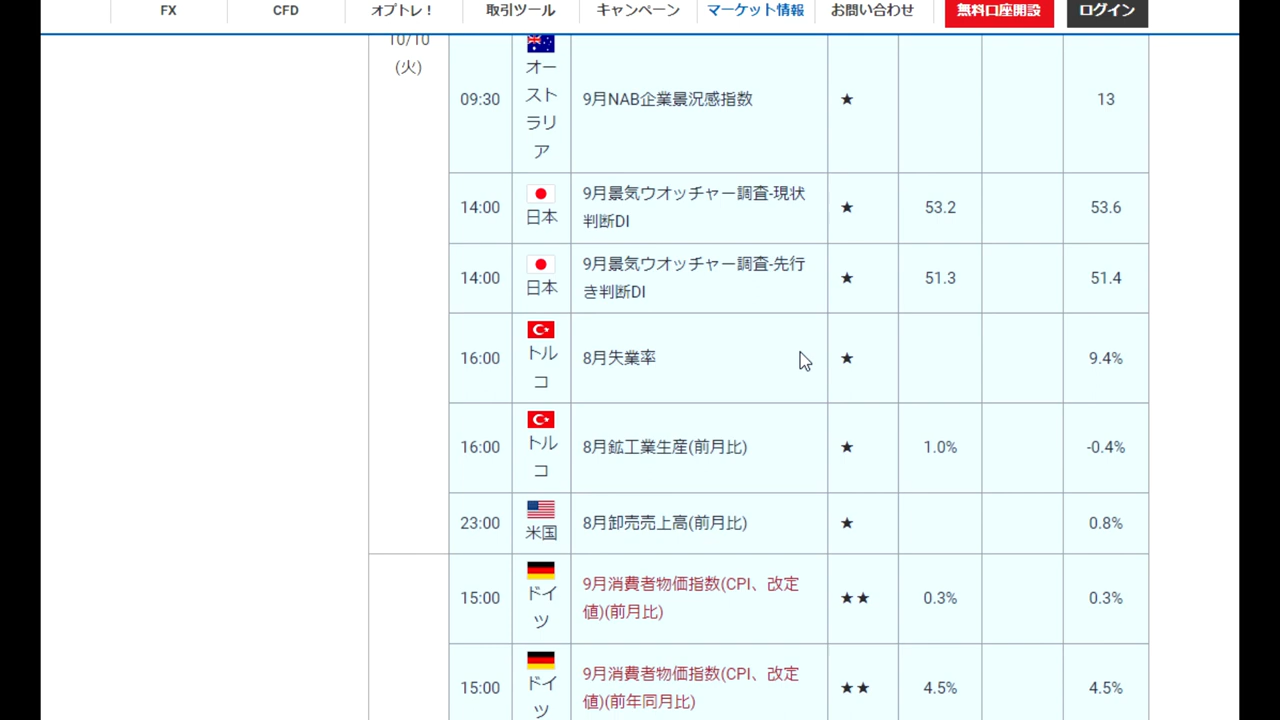 FX CFD オプトレ！ 取引ツール キャンペーン マーケット情報 お問い合わせ 無料口座開設 ログイン
10/10
(火)
09:30
オー
スト
ラリ
ア
9月NAB企業景況感指数
★
13
14:00
日本
9月景気ウオッチャー調査-現状
判断DI
★
53.2
53.6
14:00
日本
9月景気ウオッチャー調査-先行
き判断DI
★
51.3
51.4
16:00
トル
コ
8月失業率
★
9.4%
16:00
トル
コ
8月鉱工業生産(前月比)
★
1.0%
-0.4%
23:00
米国
8月卸売売上高(前月比)
★
0.8%
15:00
ドイ
ツ
9月消費者物価指数(CPI、改定
値)(前月比)
★★
0.3%
0.3%
15:00
ドイ
ツ
9月消費者物価指数(CPI、改定
値)(前年同月比)
★★
4.5%
4.5%